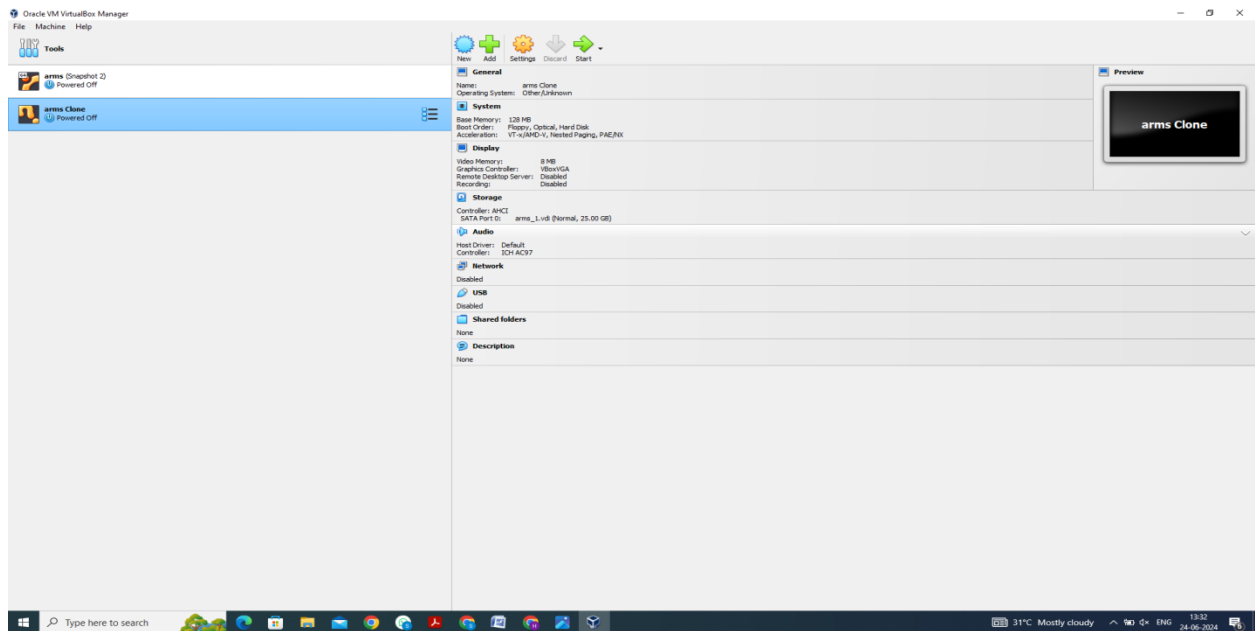 Oracle VM VirtualBox Manager
File Machine Help
Tools
arms (Snapshot 2)
Powered Off
arms Clone
Powered Off
New Add Settings Discard Start
General
Name: arms Clone
Operating System: Other/Unknown
System
Base Memory: 128 MB
Boot Order: Floppy, Optical, Hard Disk
Acceleration: VT-x/AMD-V, Nested Paging, PAE/NX
Display
Video Memory: 8 MB
Graphics Controller: VBoxVGA
Remote Desktop Server: Disabled
Recording: Disabled
Storage
Controller: AHCI
SATA Port 0: arms_1.vdi (Normal, 25.00 GB)
Audio
Host Driver: Default
Controller: ICH AC97
Network
Disabled
USB
Disabled
Shared folders
None
Description
None
Preview
arms Clone
Type here to search
31°C Mostly cloudy
ENG
13:32
24-06-2024